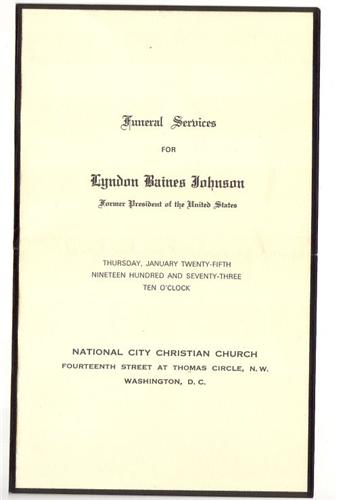 Funeral Services
FOR
Lyndon Baines Johnson
Former President of the United States
THURSDAY, JANUARY TWENTY-FIFTH
NINETEEN HUNDRED AND SEVENTY-THREE
TEN O'CLOCK
NATIONAL CITY CHRISTIAN CHURCH
FOURTEENTH STREET AT THOMAS CIRCLE, N.W.
WASHINGTON, D.C.